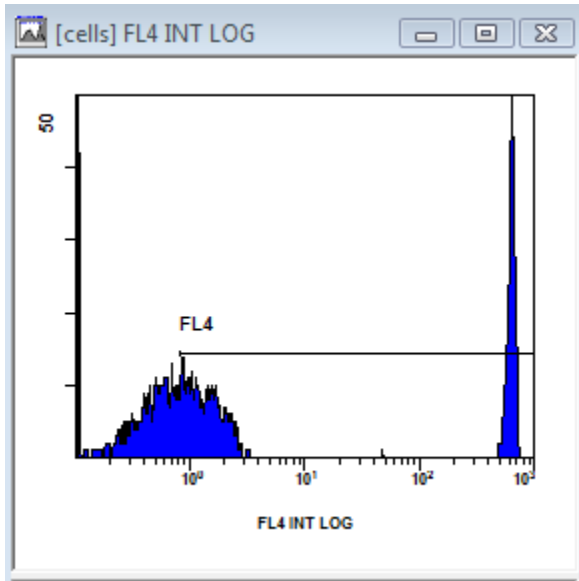 [cells] FL4 INT LOG
50
FL4
10⁰ 10¹ 10² 10³
FL4 INT LOG